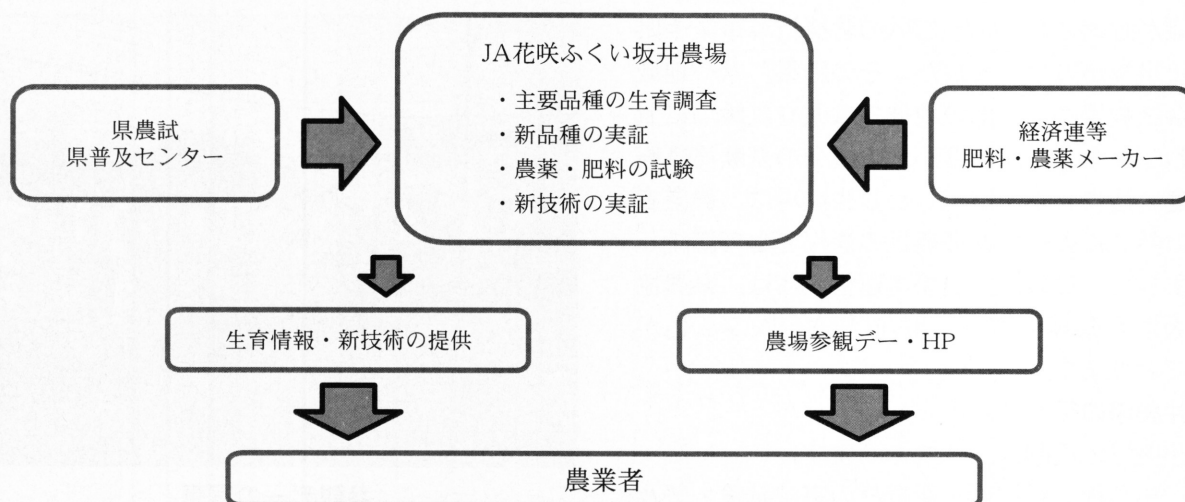 JA花咲ふくい坂井農場
・主要品種の生育調査
・新品種の実証
・農薬・肥料の試験
・新技術の実証
県農試
県普及センター
経済連等
肥料・農薬メーカー
生育情報・新技術の提供
農場参観デー・HP
農業者